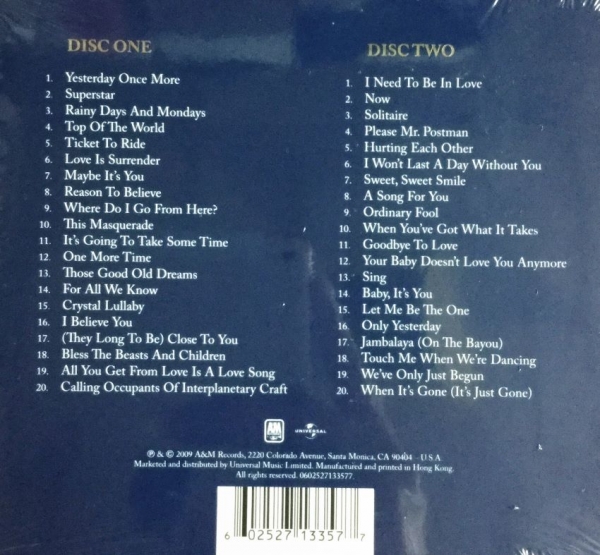 DISC ONE
1. Yesterday Once More
2. Superstar
3. Rainy Days And Mondays
4. Top Of The World
5. Ticket To Ride
6. Love Is Surrender
7. Maybe It's You
8. Reason To Believe
9. Where Do I Go From Here?
10. This Masquerade
11. It's Going To Take Some Time
12. One More Time
13. Those Good Old Dreams
14. For All We Know
15. Crystal Lullaby
16. I Believe You
17. (They Long To Be) Close To You
18. Bless The Beasts And Children
19. All You Get From Love Is A Love Song
20. Calling Occupants Of Interplanetary Craft
DISC TWO
1. I Need To Be In Love
2. Now
3. Solitaire
4. Please Mr. Postman
5. Hurting Each Other
6. I Won't Last A Day Without You
7. Sweet, Sweet Smile
8. A Song For You
9. Ordinary Fool
10. When You've Got What It Takes
11. Goodbye To Love
12. Your Baby Doesn't Love You Anymore
13. Sing
14. Baby, It's You
15. Let Me Be The One
16. Only Yesterday
17. Jambalaya (On The Bayou)
18. Touch Me When We're Dancing
19. We've Only Just Begun
20. When It's Gone (It's Just Gone)
A&M
UNIVERSAL
℗ & © 2009 A&M Records, 2220 Colorado Avenue, Santa Monica, CA 90404 - U.S.A.
Marketed and distributed by Universal Music Limited. Manufactured and printed in Hong Kong.
All rights reserved. 0602527133577.
6 02527 13357 7